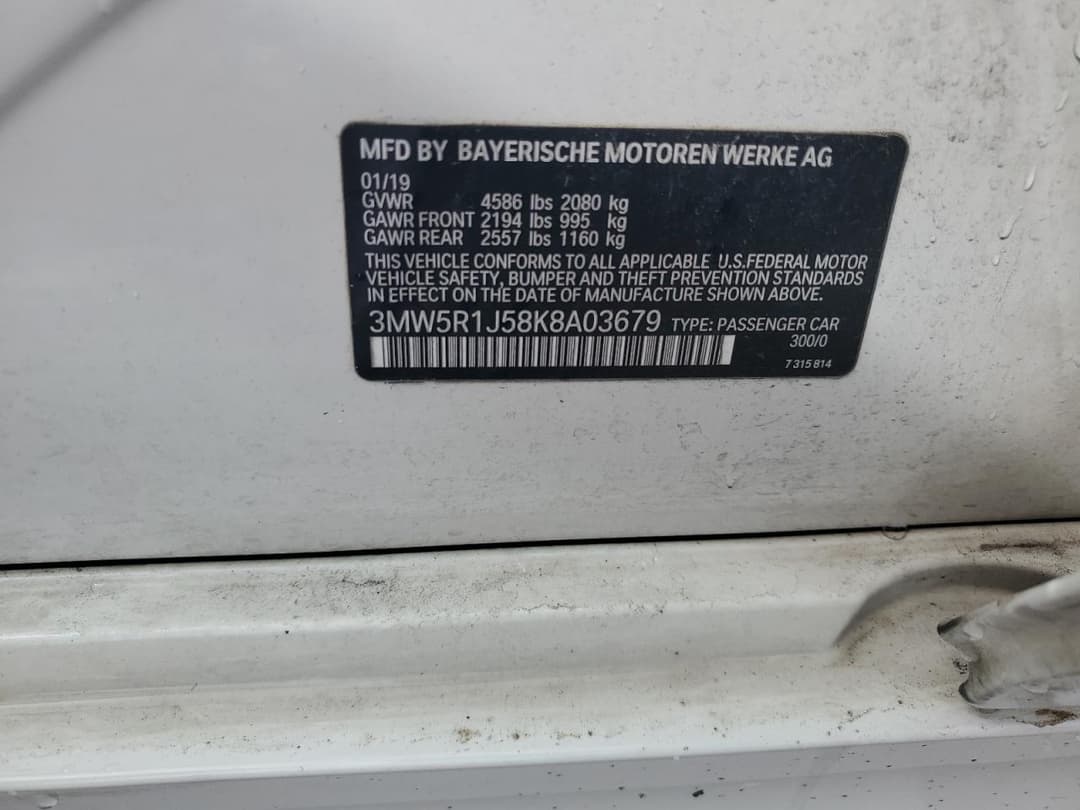 MFD BY BAYERISCHE MOTOREN WERKE AG
01/19
GVWR 4586 lbs 2080 kg
GAWR FRONT 2194 lbs 995 kg
GAWR REAR 2557 lbs 1160 kg
THIS VEHICLE CONFORMS TO ALL APPLICABLE U.S.FEDERAL MOTOR
VEHICLE SAFETY, BUMPER AND THEFT PREVENTION STANDARDS
IN EFFECT ON THE DATE OF MANUFACTURE SHOWN ABOVE.
3MW5R1J58K8A03679 TYPE: PASSENGER CAR
300/0
7 315 814